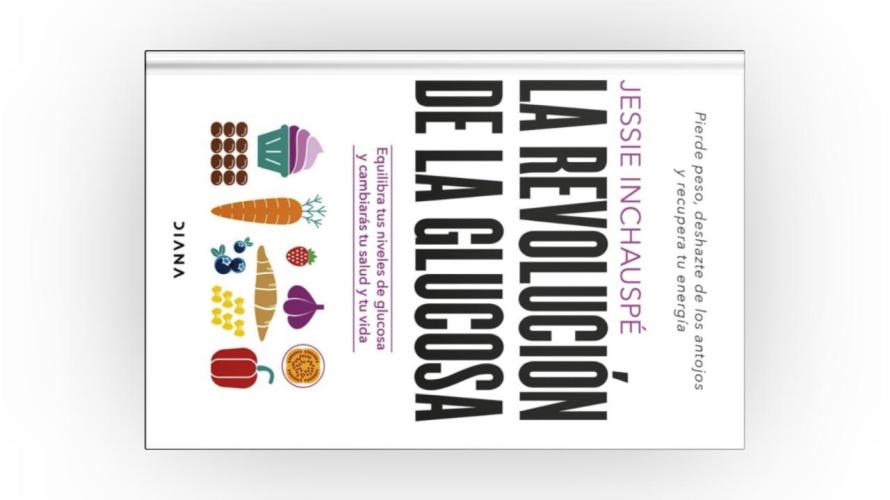 Pierde peso, deshazte de los antojos
y recupera tu energía
JESSIE INCHAUSPÉ
LA REVOLUCIÓN
DE LA GLUCOSA
Equilibra tus niveles de glucosa
y cambiarás tu salud y tu vida
DIANA